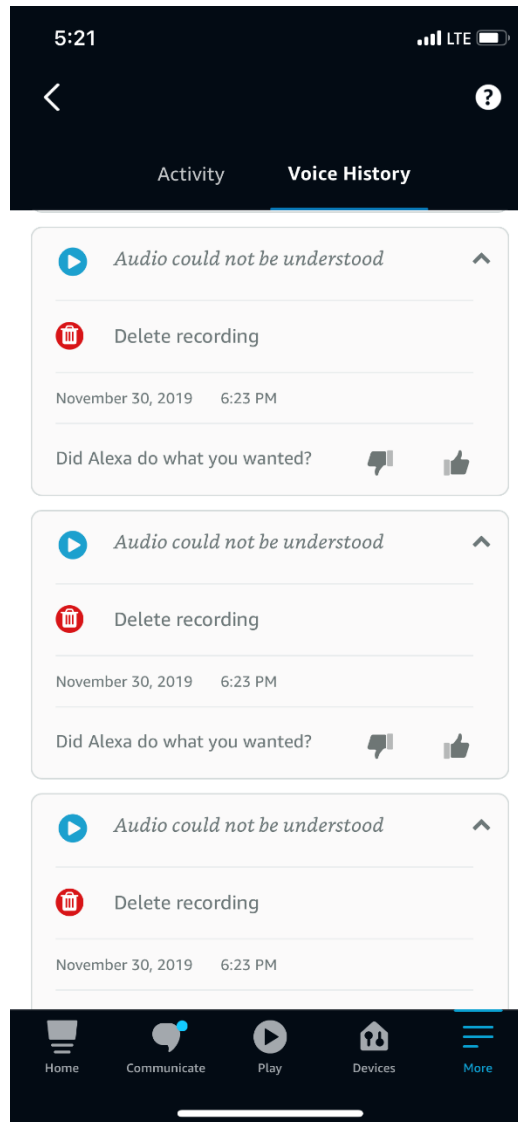 5:21 LTE
?
Activity Voice History
Audio could not be understood
Delete recording
November 30, 2019 6:23 PM
Did Alexa do what you wanted?
Audio could not be understood
Delete recording
November 30, 2019 6:23 PM
Did Alexa do what you wanted?
Audio could not be understood
Delete recording
November 30, 2019 6:23 PM
Home Communicate Play Devices More